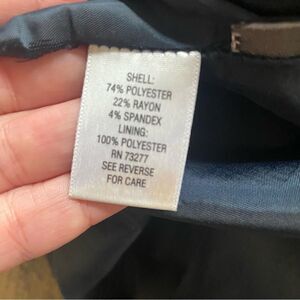 SHELL:
74% POLYESTER
22% RAYON
4% SPANDEX
LINING:
100% POLYESTER
RN 73277
SEE REVERSE
FOR CARE